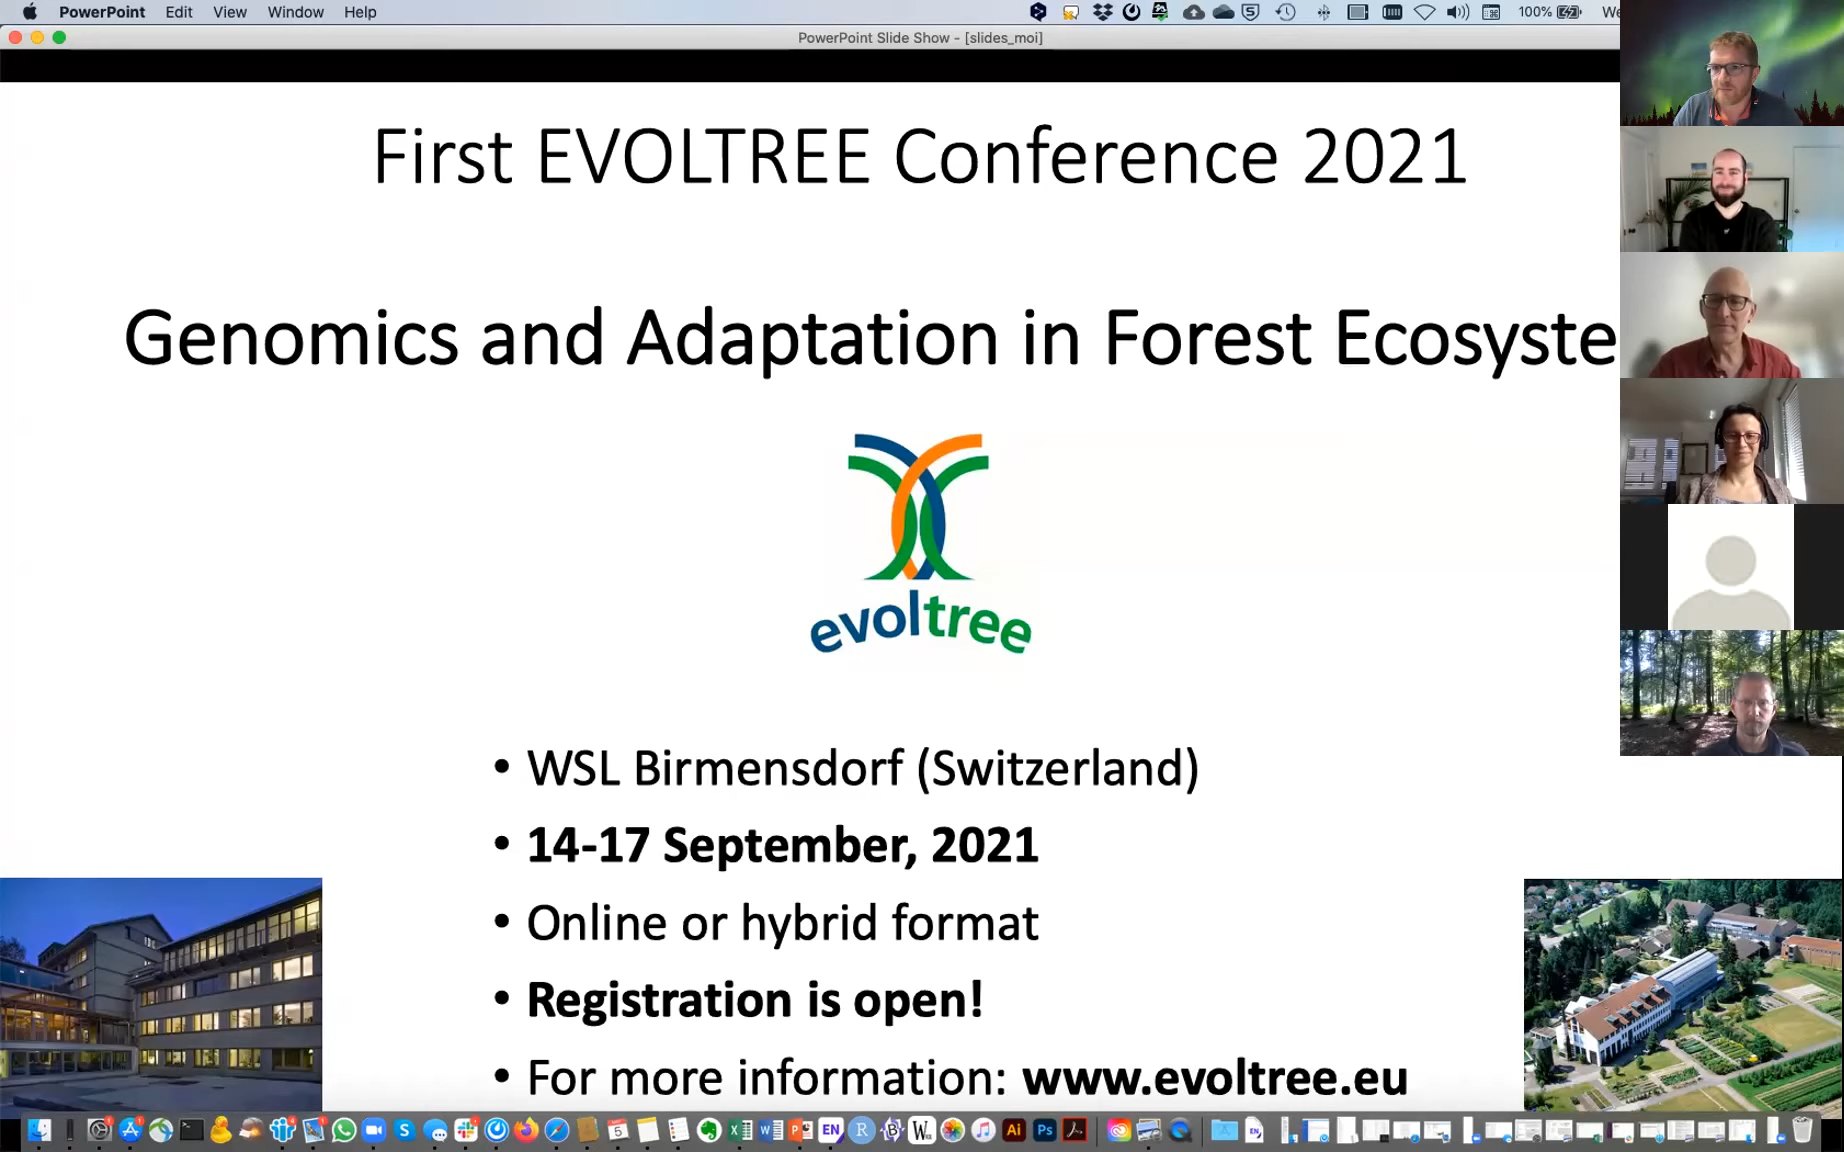 PowerPoint Edit View Window Help 100% We
PowerPoint Slide Show - [slides_moi]
First EVOLTREE Conference 2021
Genomics and Adaptation in Forest Ecosyste
evoltree
• WSL Birmensdorf (Switzerland)
• 14-17 September, 2021
• Online or hybrid format
• Registration is open!
• For more information: www.evoltree.eu